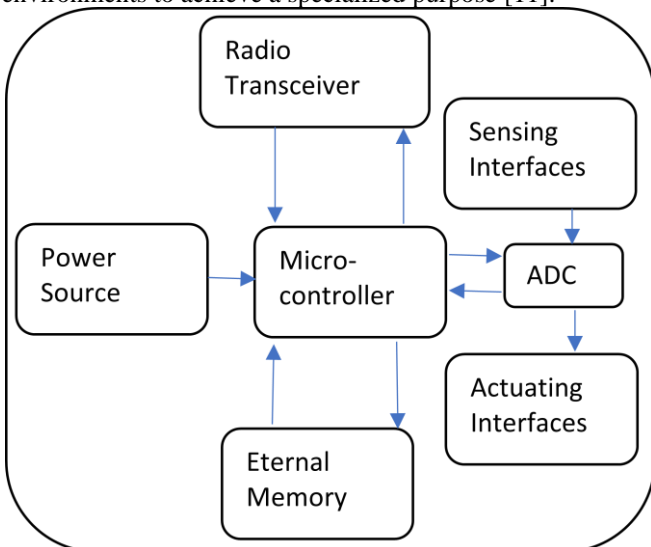 environments to achieve a specialized purpose [11].
Radio
Transceiver
Sensing
Interfaces
Power
Source
Micro-
controller
ADC
Actuating
Interfaces
Eternal
Memory